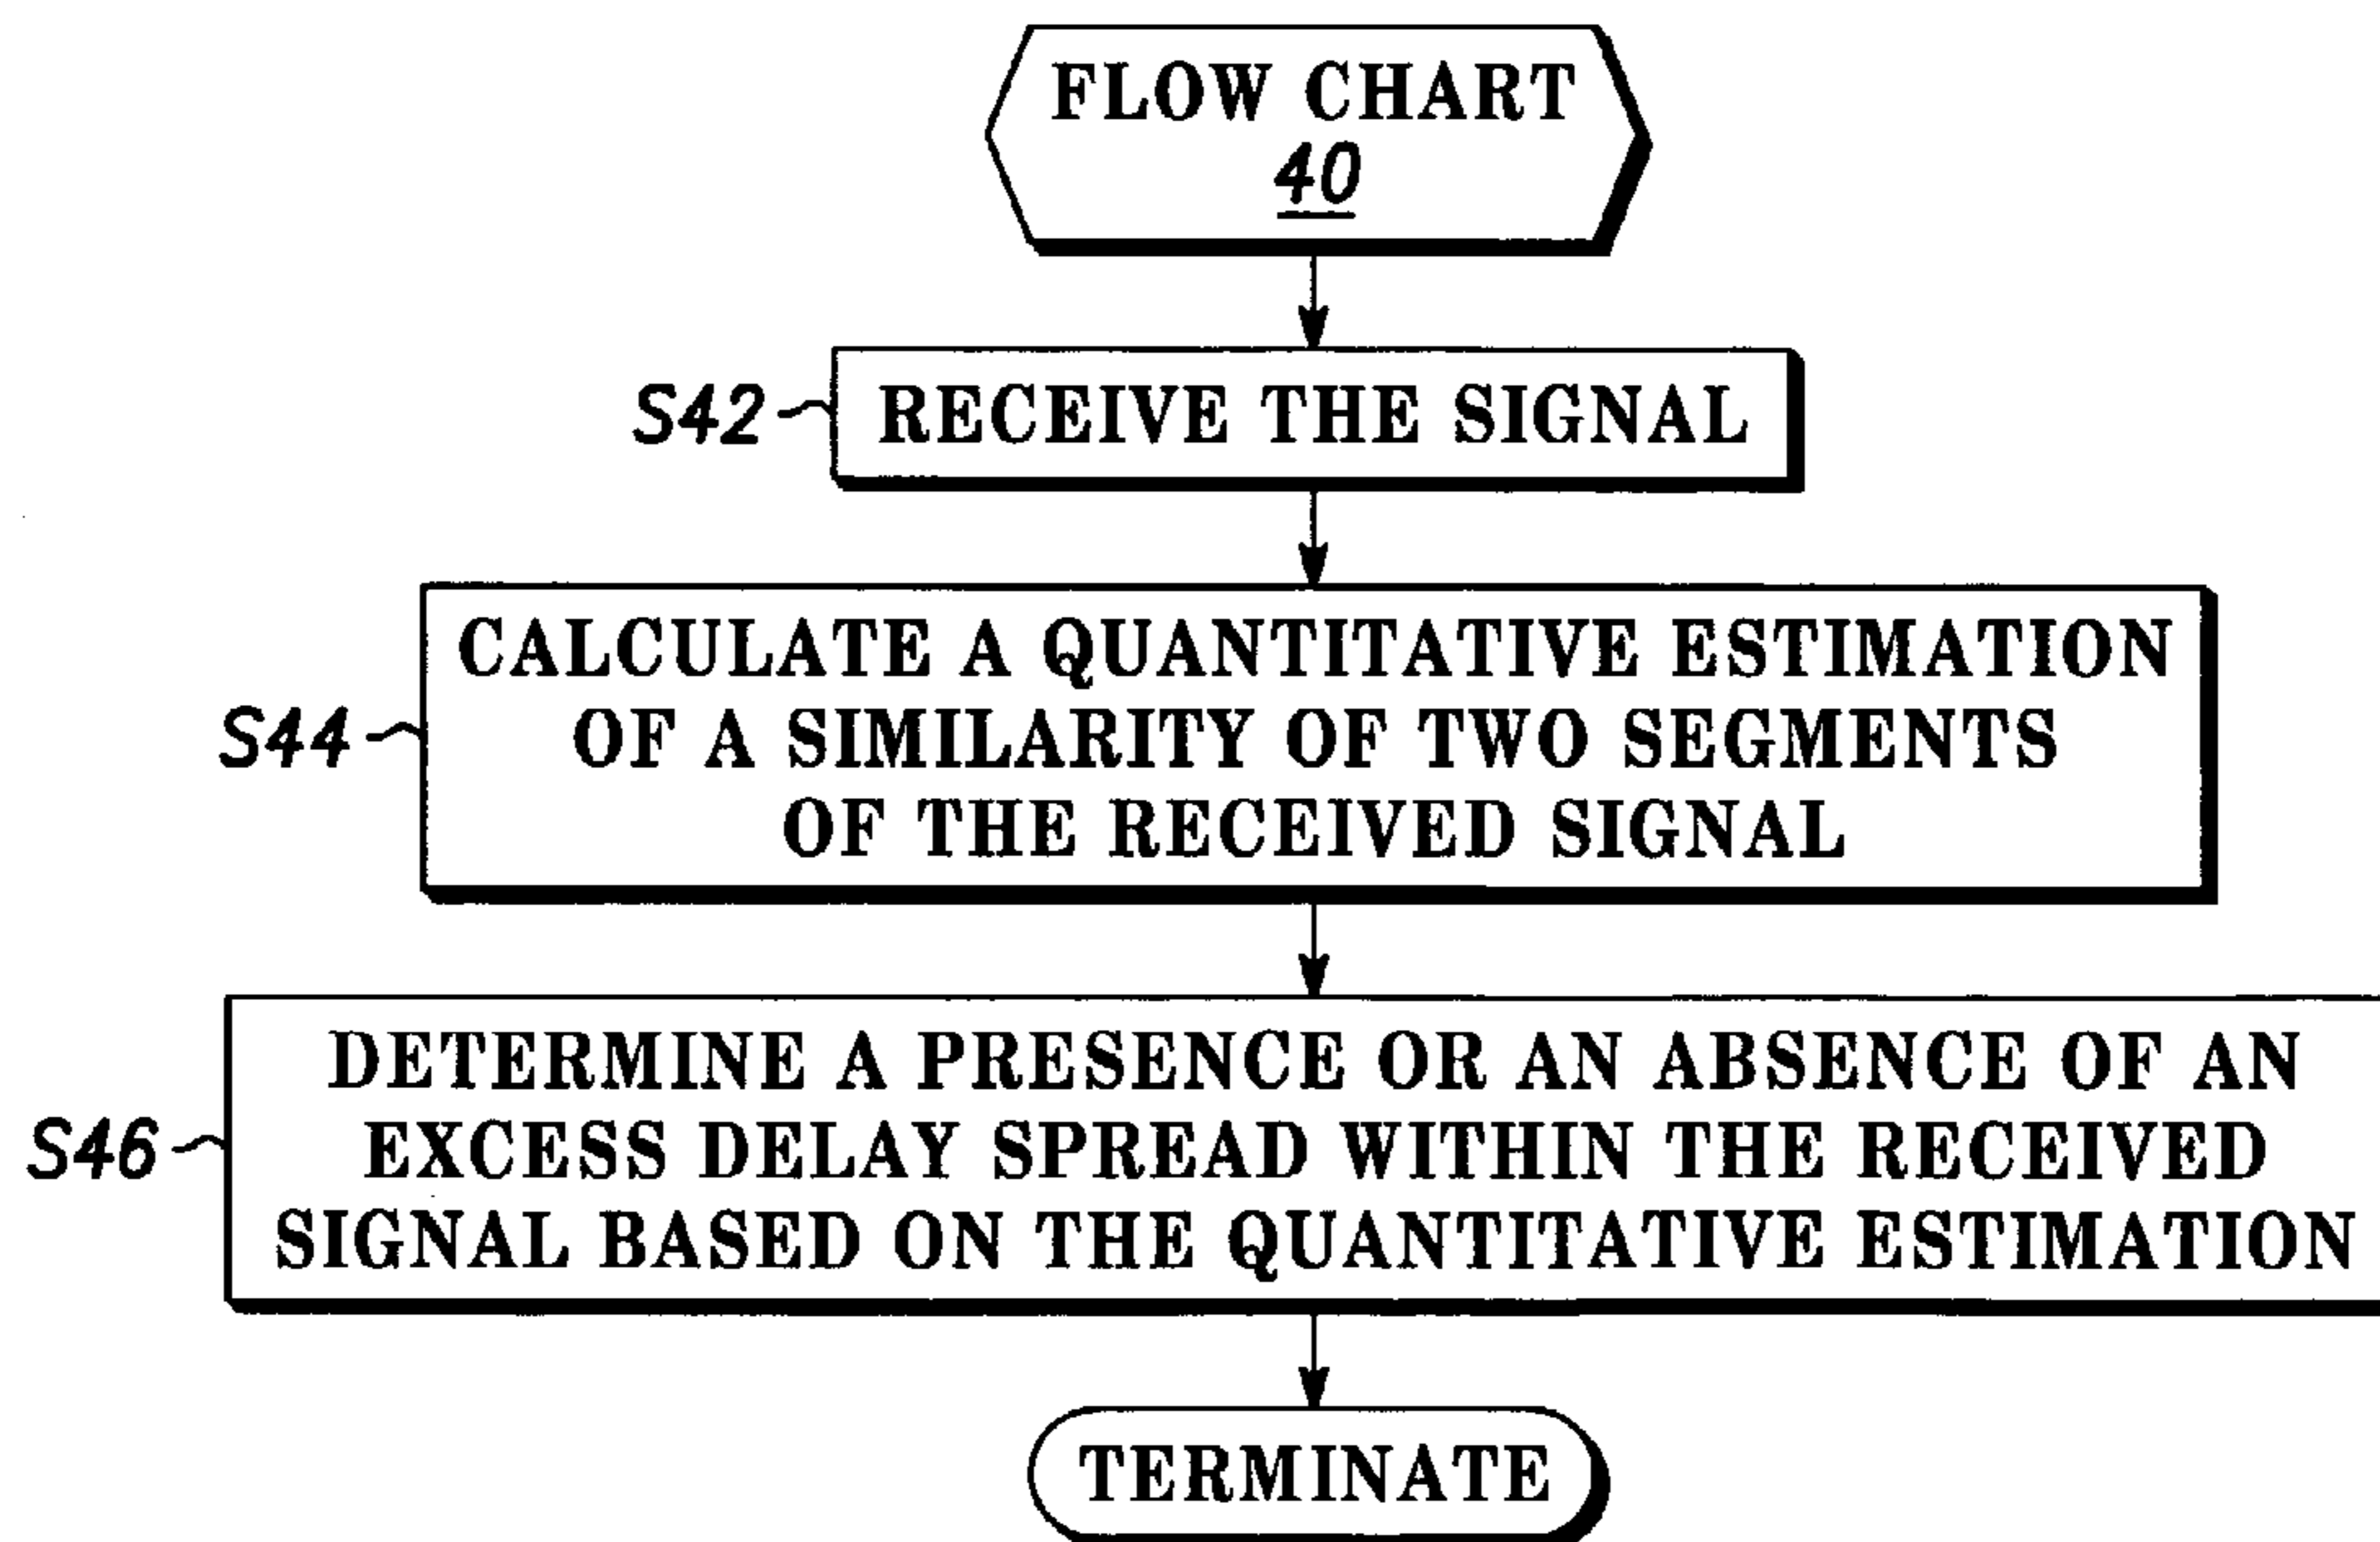 FLOW CHART
40
S42
RECEIVE THE SIGNAL
S44
CALCULATE A QUANTITATIVE ESTIMATION
OF A SIMILARITY OF TWO SEGMENTS
OF THE RECEIVED SIGNAL
S46
DETERMINE A PRESENCE OR AN ABSENCE OF AN
EXCESS DELAY SPREAD WITHIN THE RECEIVED
SIGNAL BASED ON THE QUANTITATIVE ESTIMATION
TERMINATE